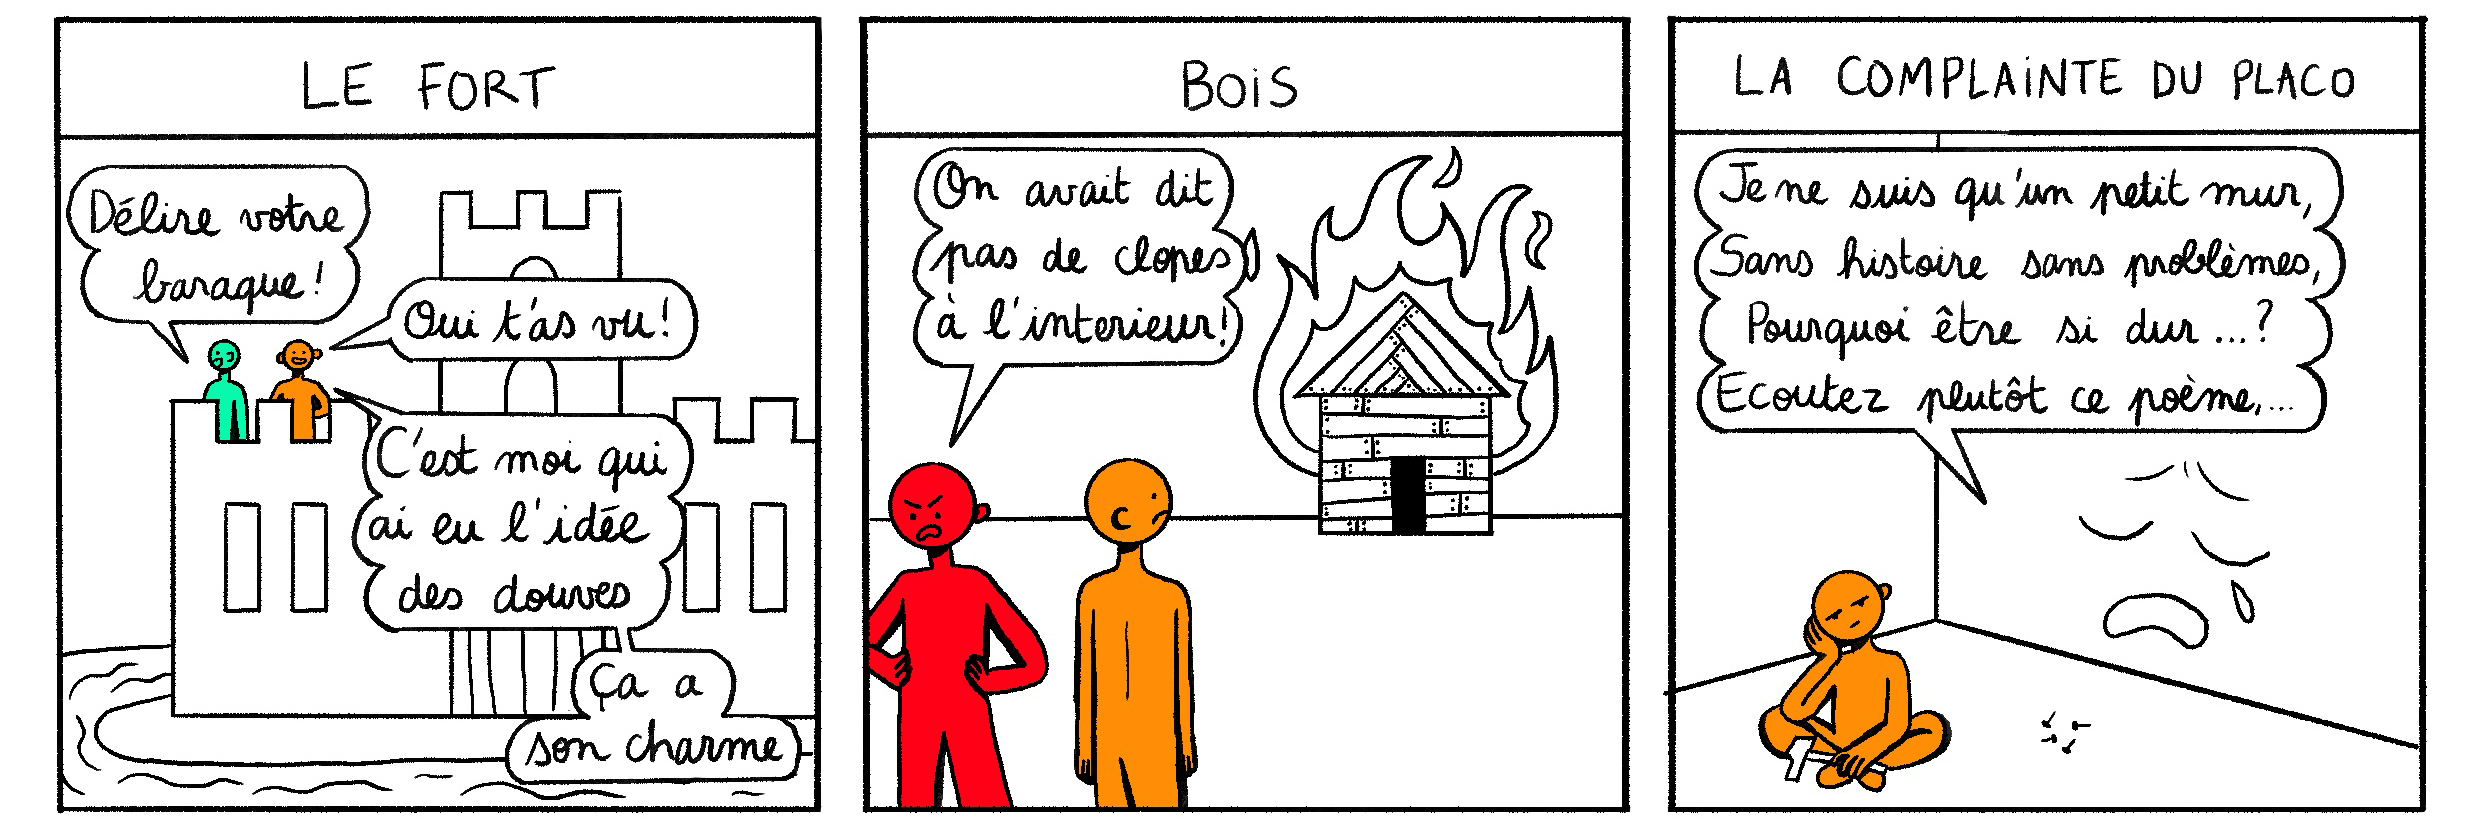 LE FORT
Délire votre
baraque !
Oui t'as vu !
C'est moi qui
ai eu l'idée
des douves
Ça a
son charme
BOiS
On avait dit
pas de clopes
à l'interieur !
LA COMPLAiNTE DU PLACO
Je ne suis qu'un petit mur,
Sans histoire sans problèmes,
Pourquoi être si dur ... ?
Ecoutez plutôt ce poème,...